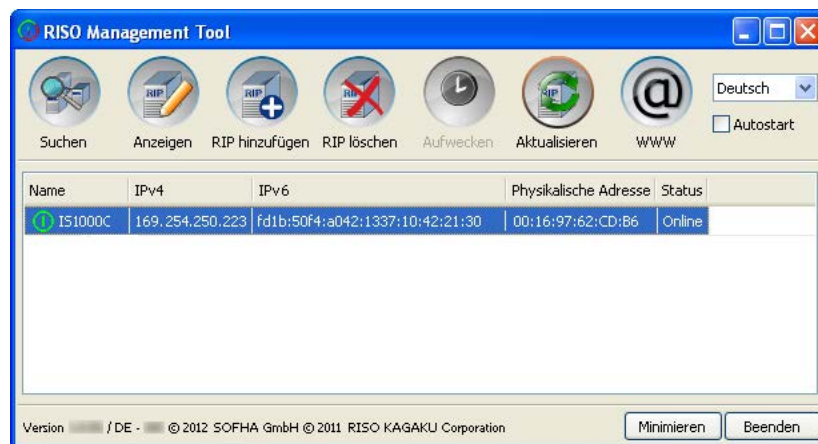 RISO Management Tool
RIP RIP RIP RIP
Suchen Anzeigen RIP hinzufügen RIP löschen Aufwecken Aktualisieren WWW
Deutsch
Autostart
Name IPv4 IPv6 Physikalische Adresse Status
IS1000C 169.254.250.223 fd1b:50f4:a042:1337:10:42:21:30 00:16:97:62:CD:B6 Online
Version / DE - © 2012 SOFHA GmbH © 2011 RISO KAGAKU Corporation
Minimieren Beenden